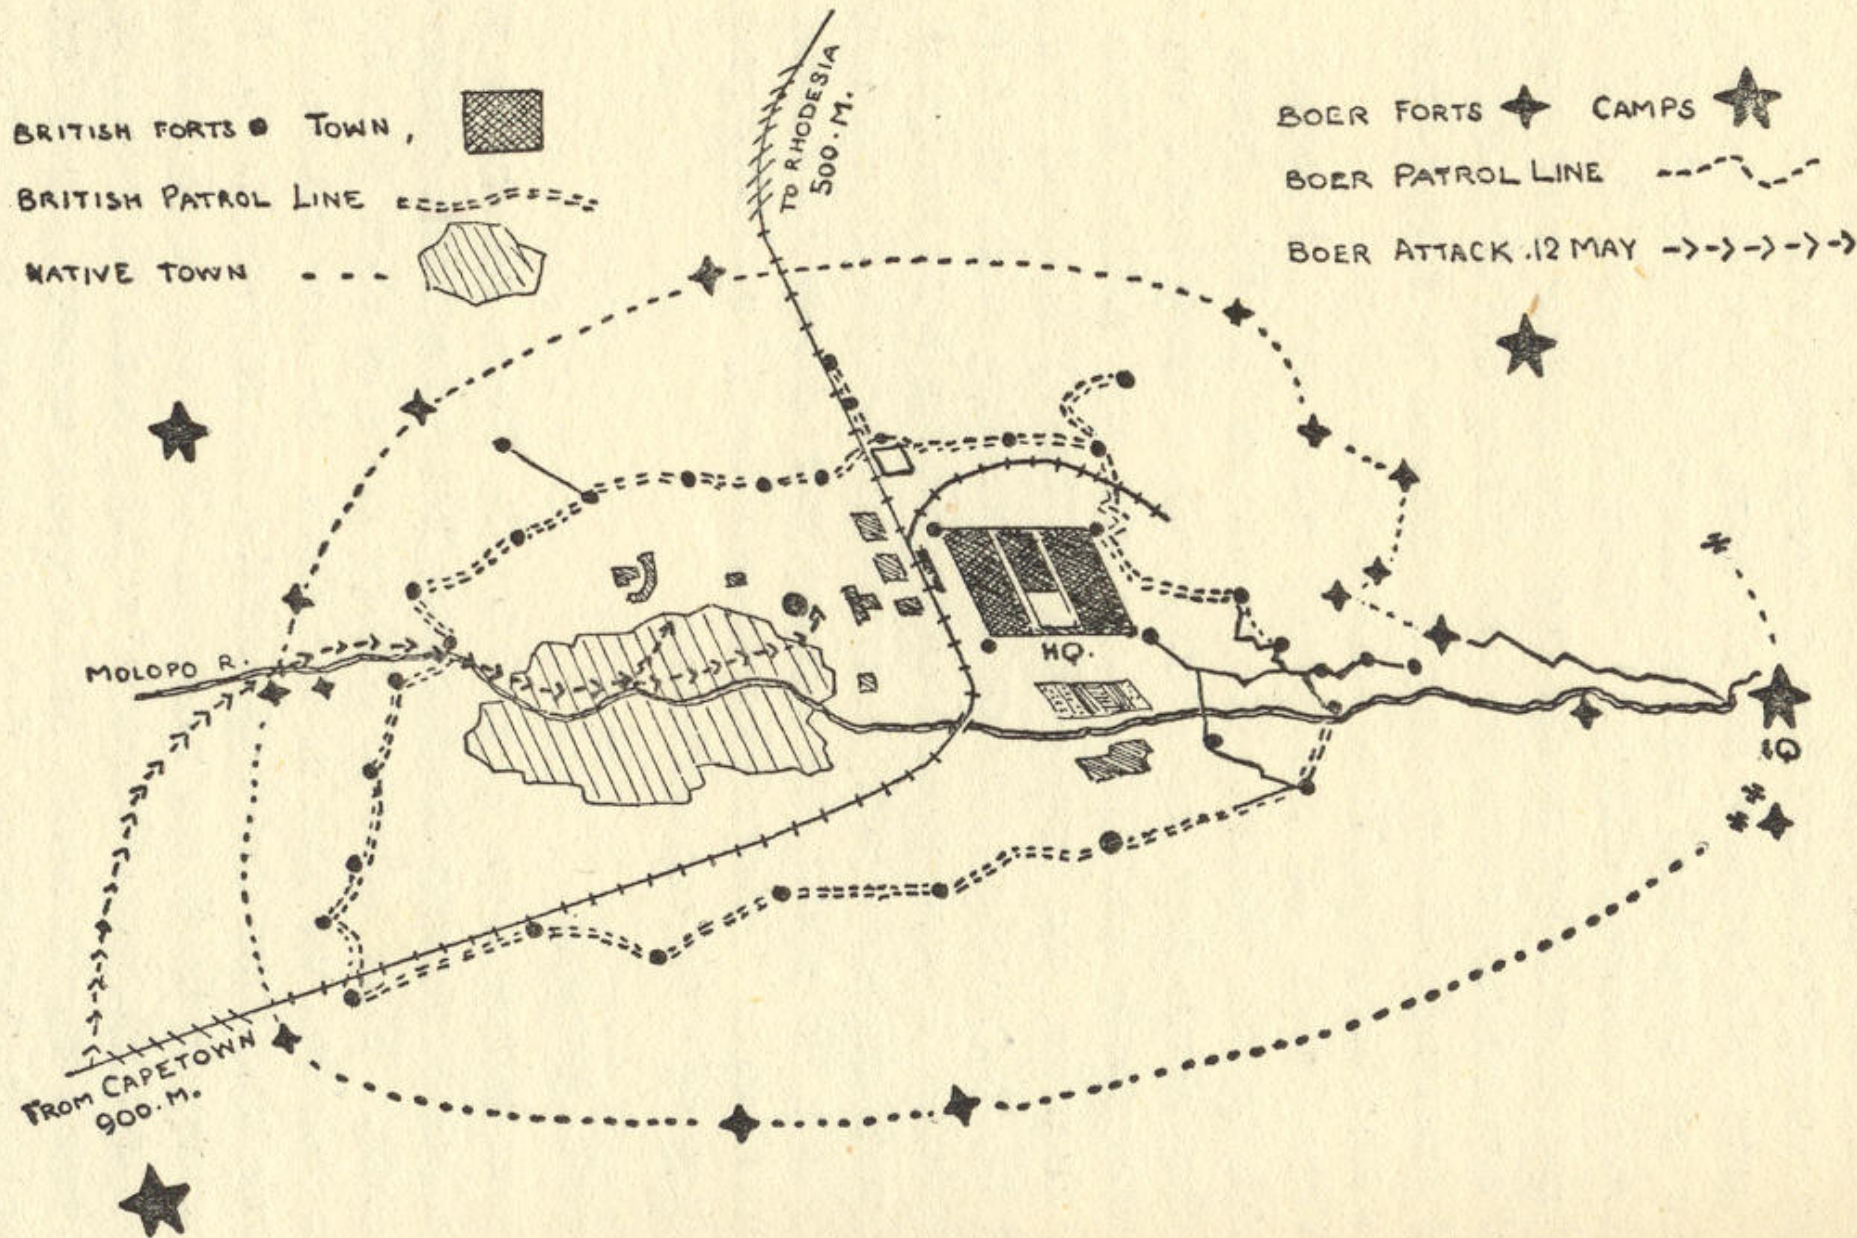 BRITISH FORTS ● TOWN,
BRITISH PATROL LINE
NATIVE TOWN - - -
TO RHODESIA
500. M.
BOER FORTS CAMPS
BOER PATROL LINE
BOER ATTACK .12 MAY
MOLOPO R.
HQ.
FROM CAPETOWN
900. M.